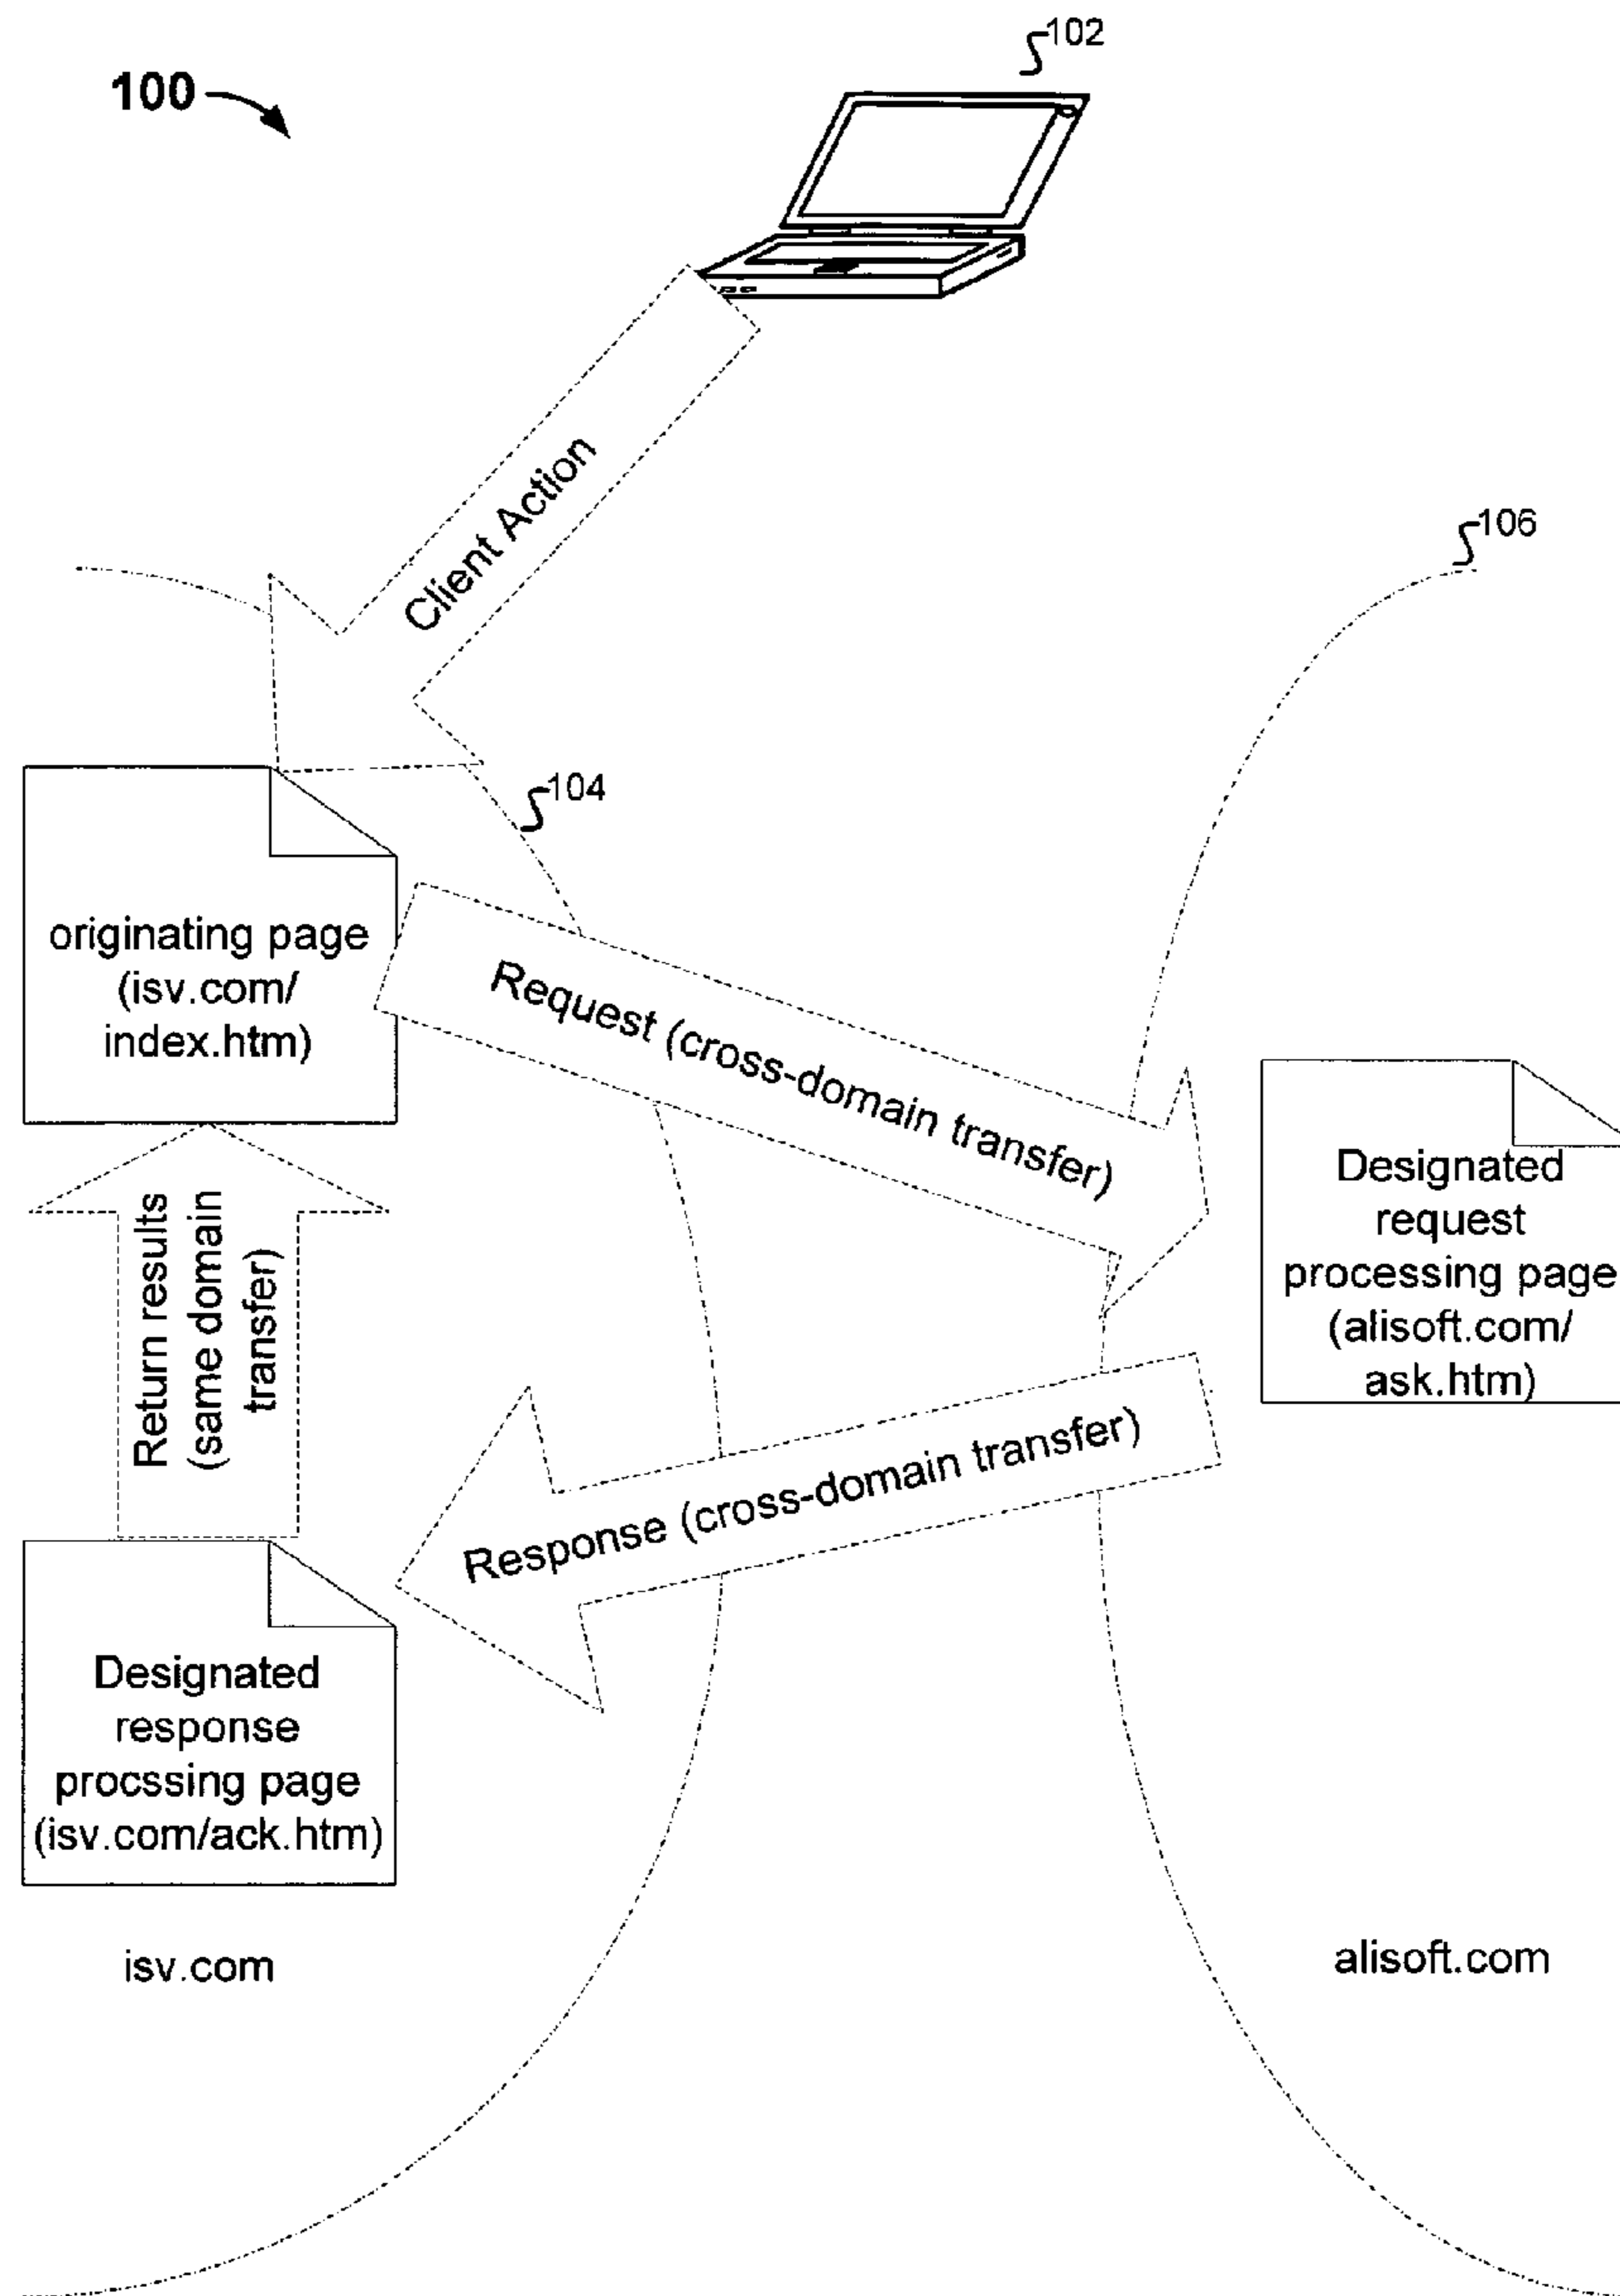 100
102
Client Action
106
104
originating page
(isv.com/
index.htm)
Request (cross-domain transfer)
Designated
request
processing page
(alisoft.com/
ask.htm)
Return results
(same domain
transfer)
Response (cross-domain transfer)
Designated
response
procssing page
(isv.com/ack.htm)
isv.com
alisoft.com